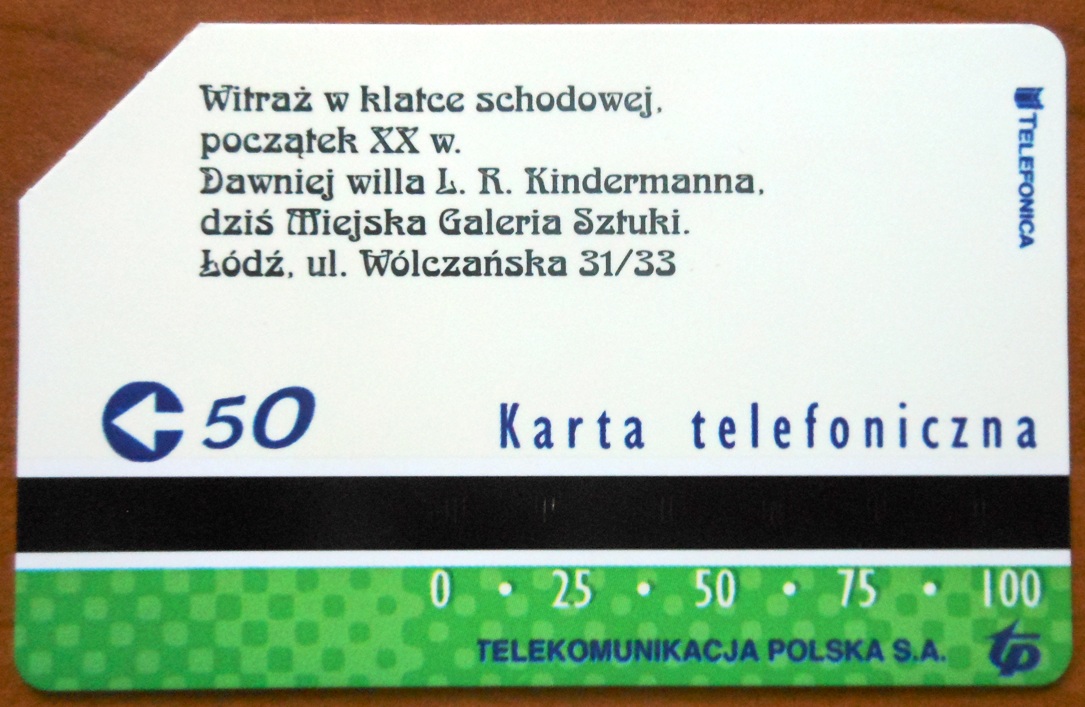 Witraż w klatce schodowej,
początek XX w.
Dawniej willa L. R. Kindermanna,
dziś Miejska Galeria Sztuki.
Łódź, ul. Wólczańska 31/33
TELEFONICA
50
Karta telefoniczna
0 • 25 • 50 • 75 • 100
TELEKOMUNIKACJA POLSKA S.A.
tp